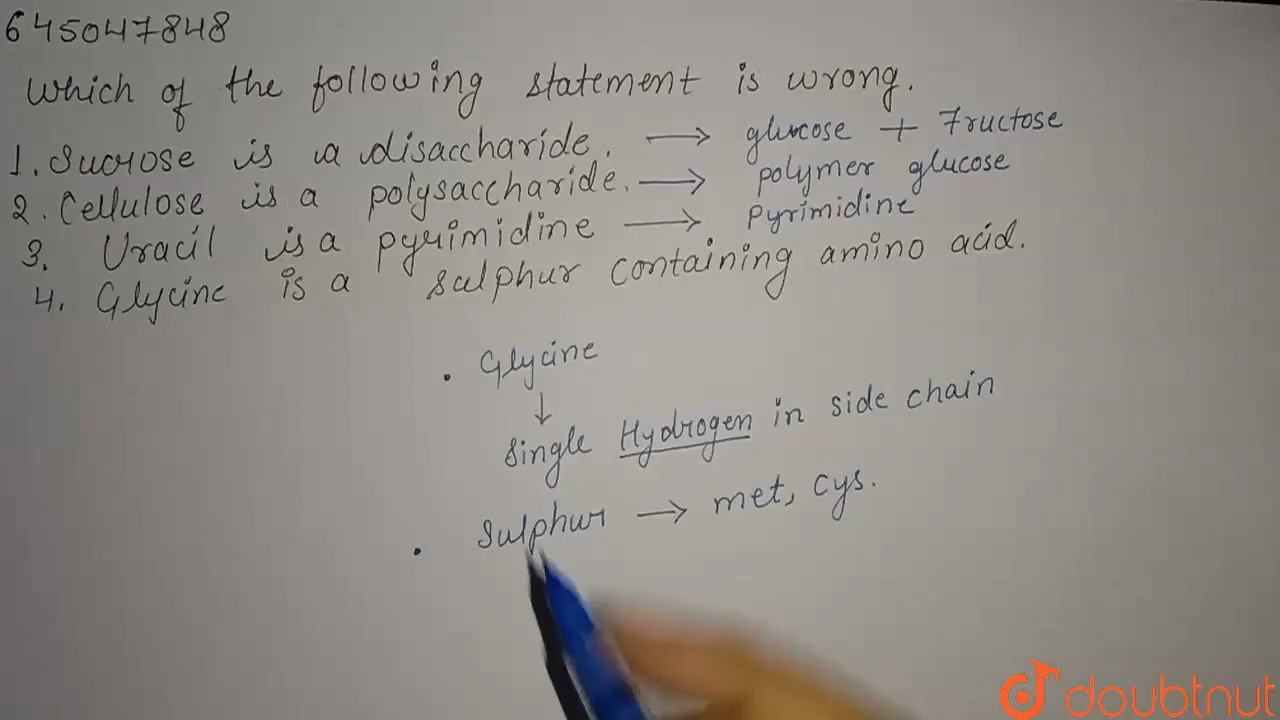 645047848
Which of the following statement is wrong.
1. Sucrose is a disaccharide. → glucose + Fructose
2. Cellulose is a polysaccharide. → polymer glucose
3. Uracil is a pyrimidine → Pyrimidine
4. Glycine is a sulphur containing amino acid.
. Glycine
↓
Single Hydrogen in side chain
. Sulphur → met, cys.
doubtnut